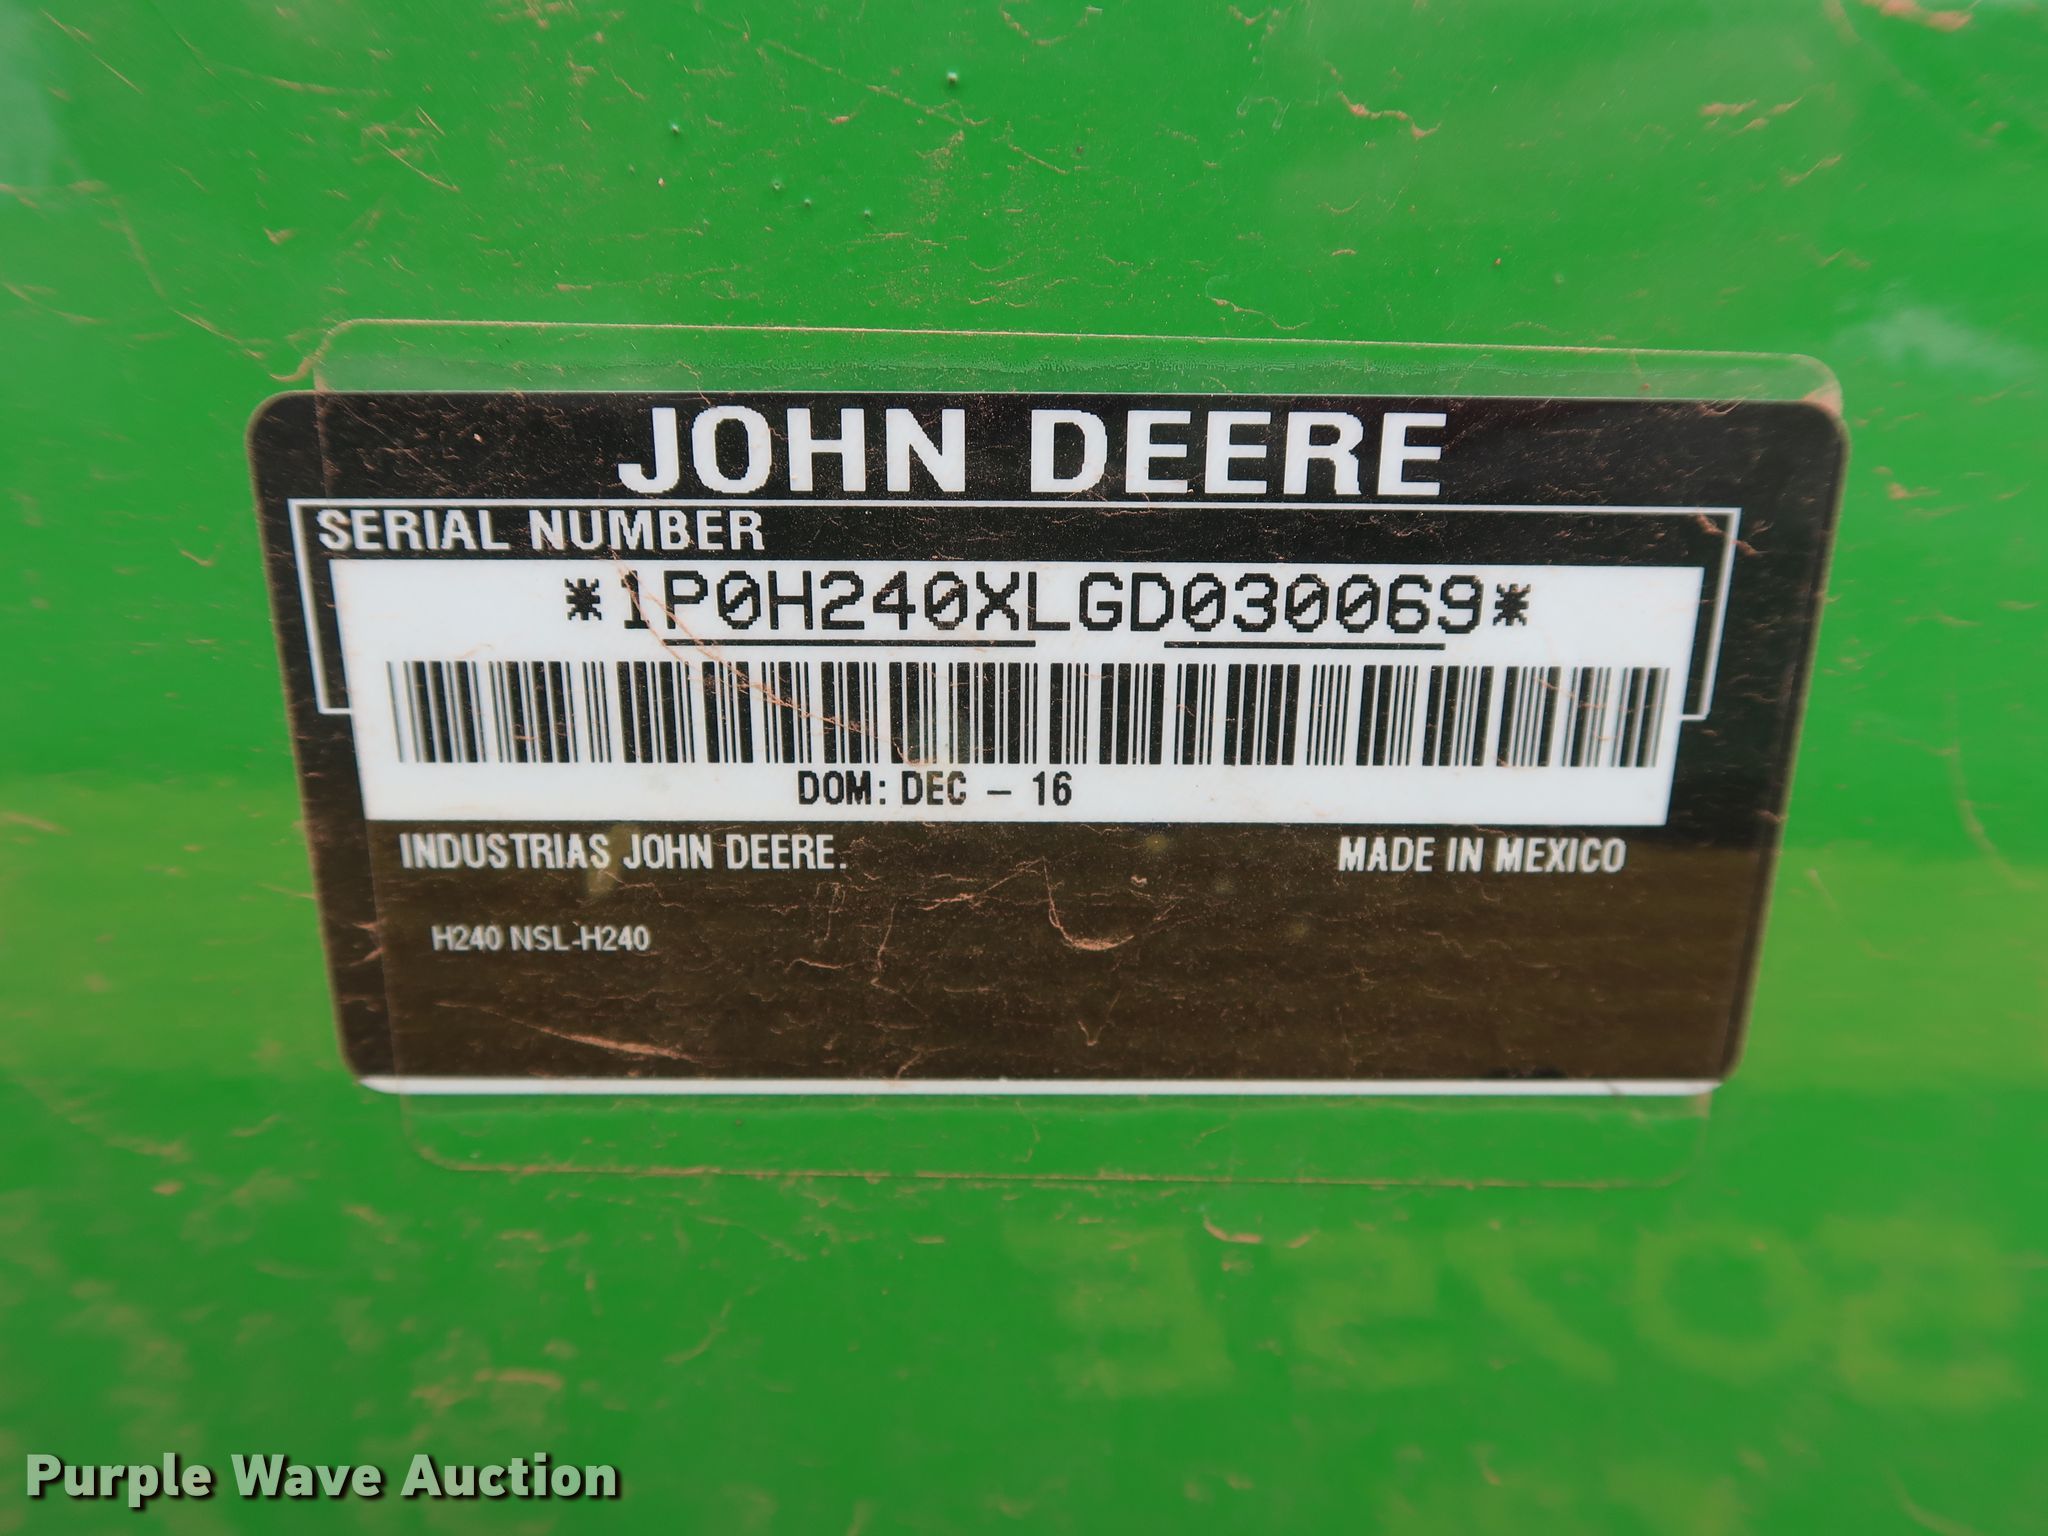 JOHN DEERE
SERIAL NUMBER
*1P0H240XLGD030069*
DOM: DEC - 16
INDUSTRIAS JOHN DEERE.
MADE IN MEXICO
H240 NSL-H240
Purple Wave Auction